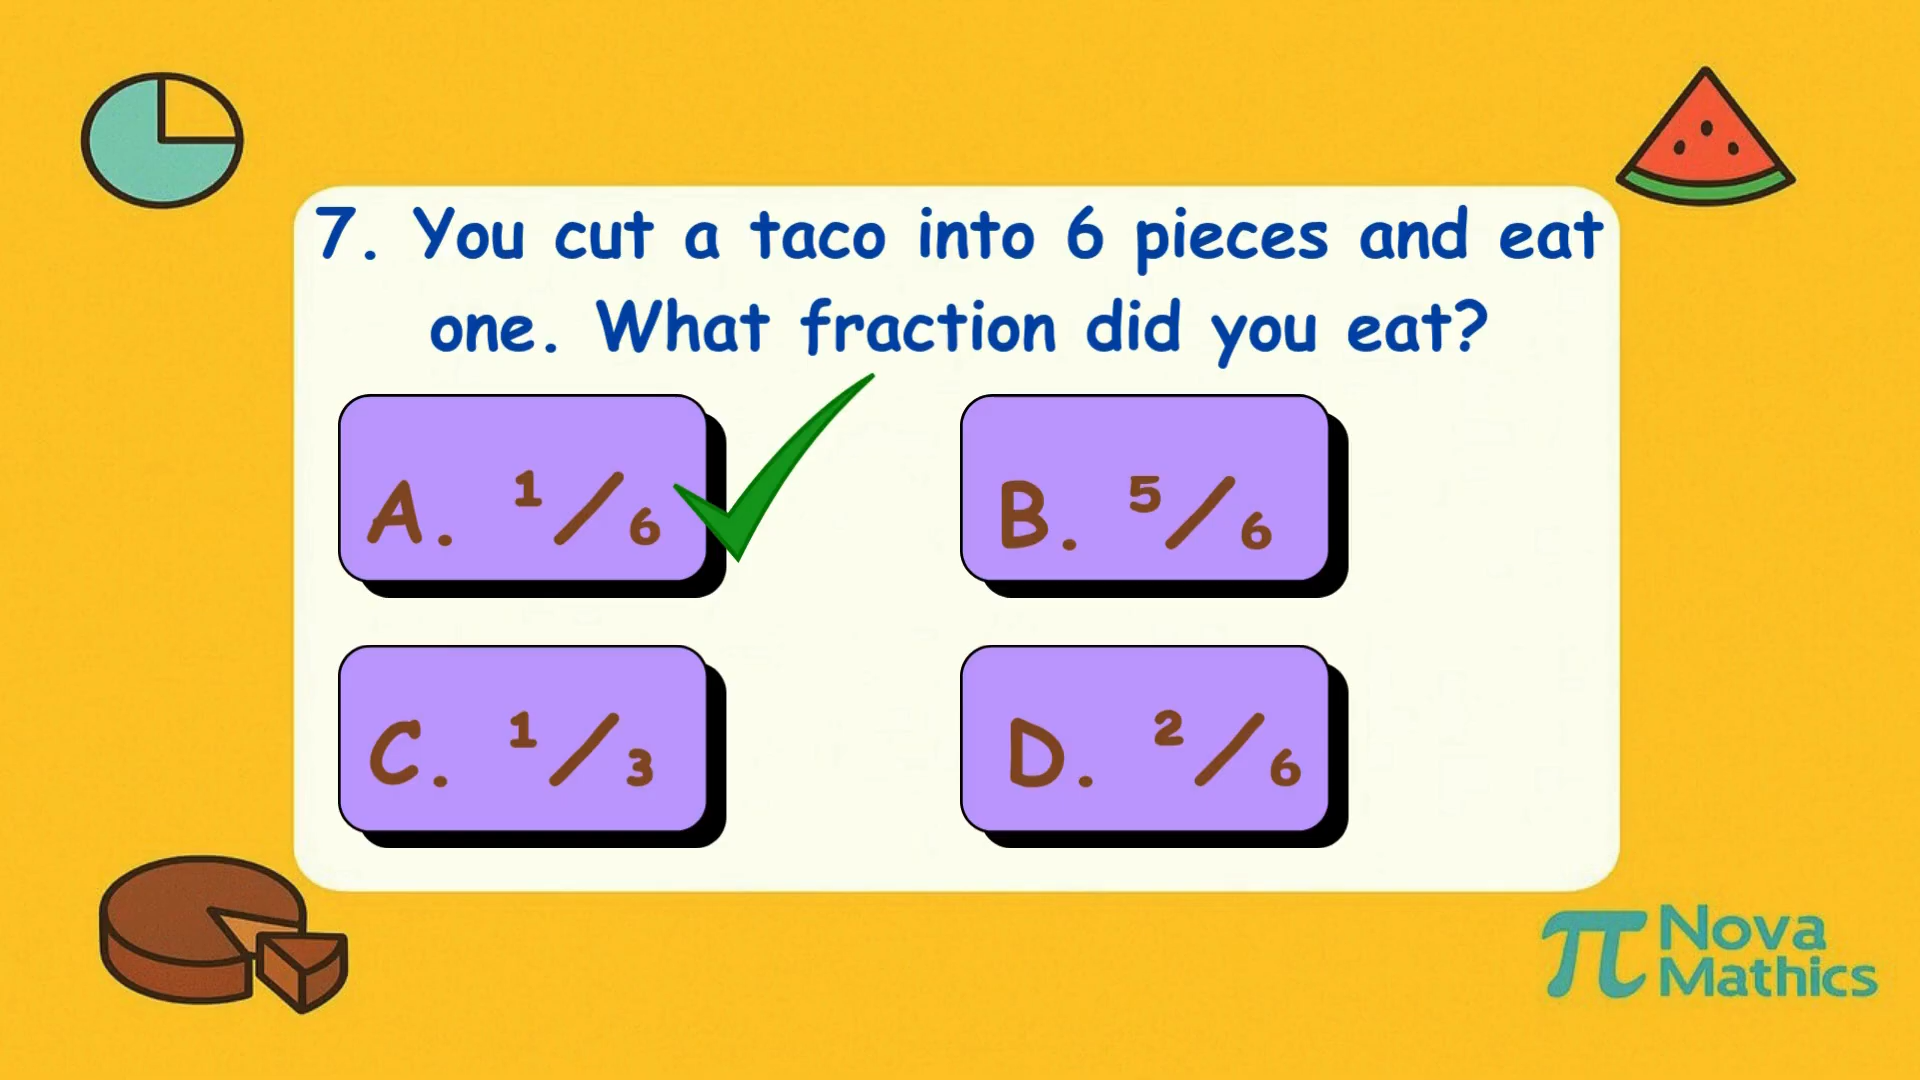 7. You cut a taco into 6 pieces and eat
one. What fraction did you eat?
A. ¹/₆
B. ⁵/₆
C. ¹/₃
D. ²/₆
π Nova
Mathics